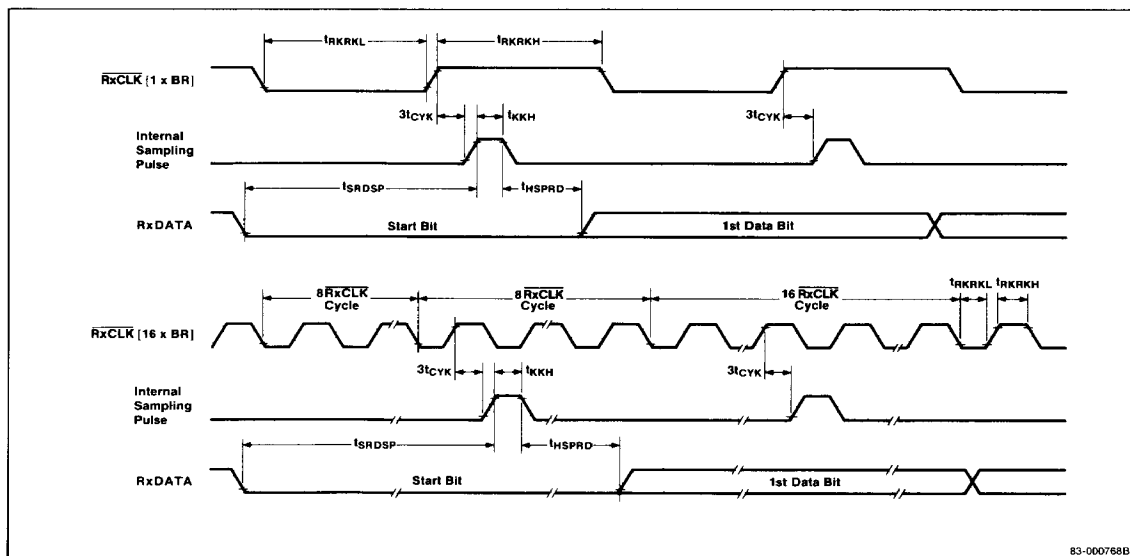 tRKRKL
tRKRKH
RxCLK [1 x BR]
3tCYK
tKKH
3tCYK
Internal
Sampling
Pulse
tSRDSP
tHSPRD
RxDATA
Start Bit
1st Data Bit
8 RxCLK
Cycle
8 RxCLK
Cycle
16 RxCLK
Cycle
tRKRKL
tRKRKH
RxCLK [16 x BR]
3tCYK
tKKH
3tCYK
Internal
Sampling
Pulse
tSRDSP
tHSPRD
RxDATA
Start Bit
1st Data Bit
83-000768B